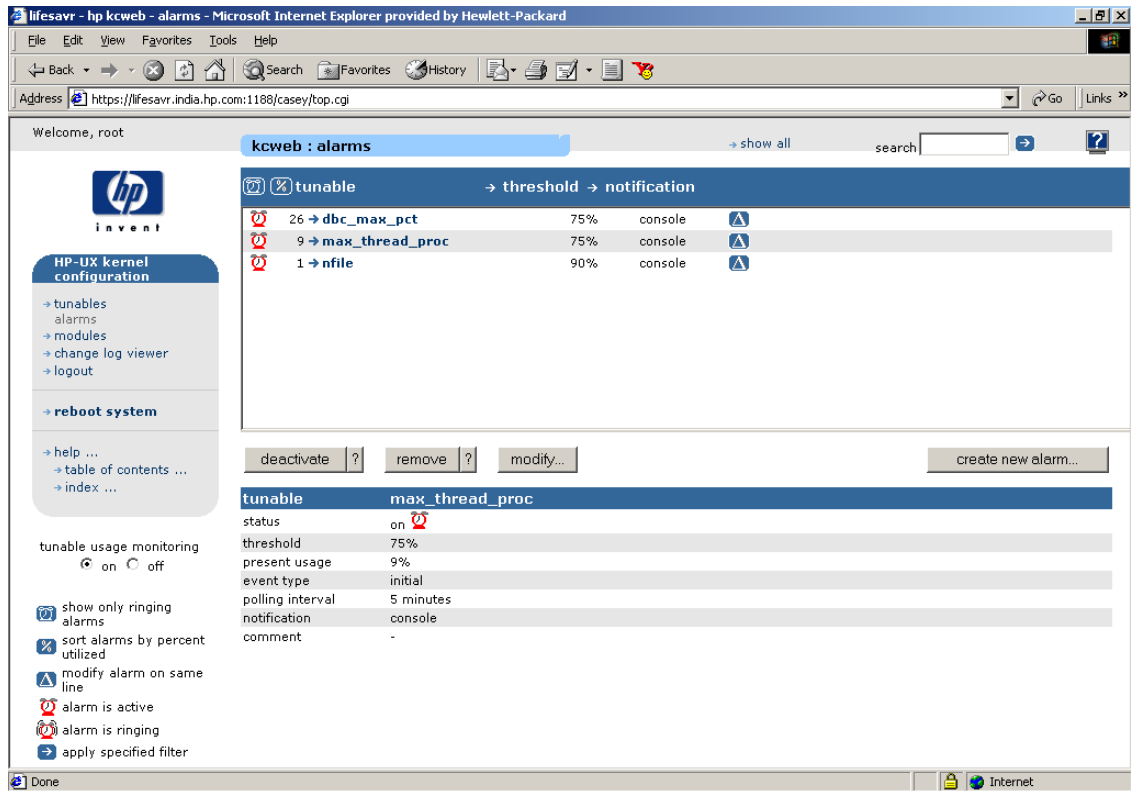 lifesavr - hp kcweb - alarms - Microsoft Internet Explorer provided by Hewlett-Packard
File Edit View Favorites Tools Help
Back Search Favorites History
Address https://lifesavr.india.hp.com:1188/casey/top.cgi Go Links »
Welcome, root
kcweb : alarms show all search ?
hp
invent
% tunable threshold notification
26 dbc_max_pct 75% console
9 max_thread_proc 75% console
1 nfile 90% console
HP-UX kernel
configuration
tunables
alarms
modules
change log viewer
logout
reboot system
help ...
table of contents ...
index ...
deactivate ? remove ? modify... create new alarm...
tunable max_thread_proc
status on
threshold 75%
present usage 9%
event type initial
polling interval 5 minutes
notification console
comment -
tunable usage monitoring
on off
show only ringing
alarms
% sort alarms by percent
utilized
modify alarm on same
line
alarm is active
alarm is ringing
apply specified filter
Done Internet